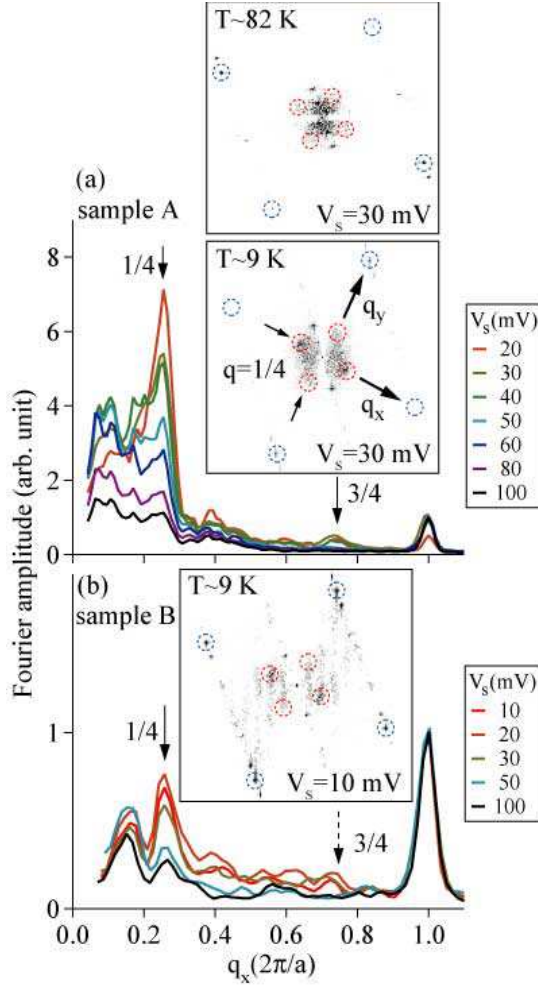 T~82 K
V_s=30 mV
(a)
sample A
1/4
T~9 K
q_y
q=1/4
q_x
V_s=30 mV
3/4
V_s(mV)
20
30
40
50
60
80
100
8
6
4
2
0
Fourier amplitude (arb. unit)
(b)
sample B
T~9 K
1/4
V_s=10 mV
3/4
V_s(mV)
10
20
30
50
100
1
0
0.0 0.2 0.4 0.6 0.8 1.0
q_x(2π/a)